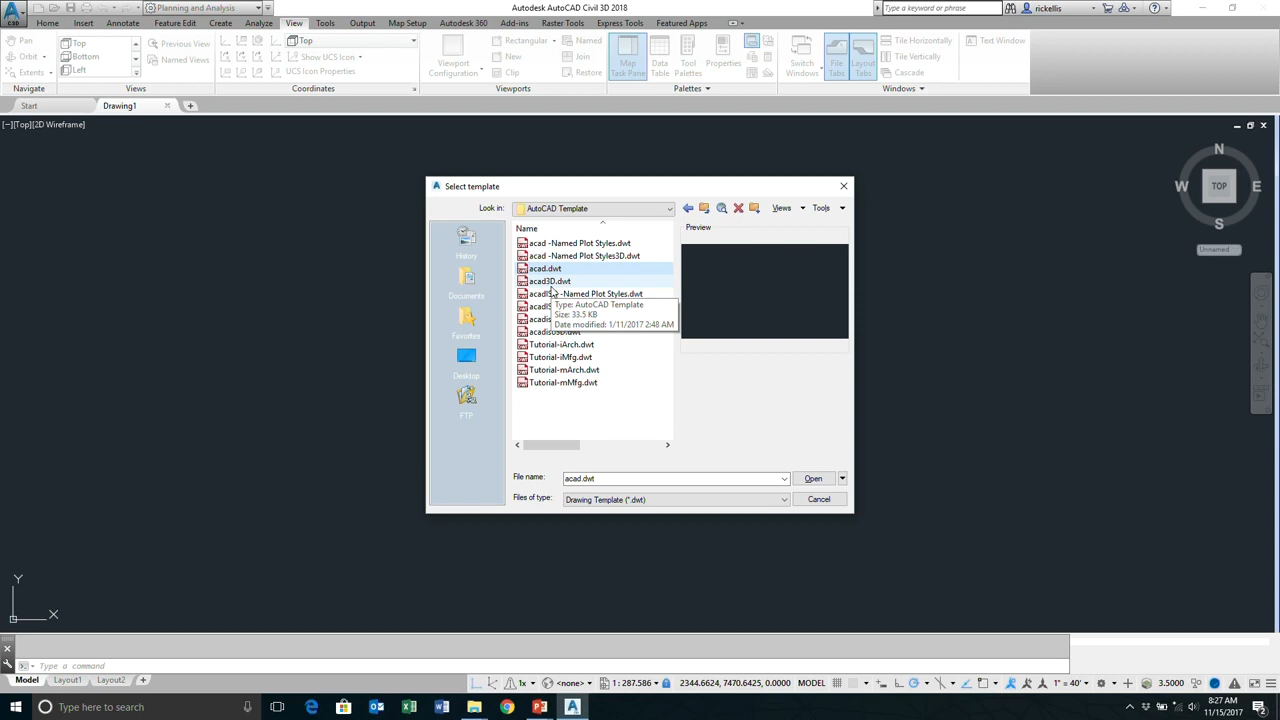 Planning and Analysis
Autodesk AutoCAD Civil 3D 2018
Type a keyword or phrase
rickellis
Home Insert Annotate Feature Edit Create Analyze View Tools Output Map Setup Autodesk 360 Add-ins Raster Tools Express Tools Featured Apps
Pan
Orbit
Extents
Navigate
Top
Bottom
Left
Previous View
Named Views
Views
Top
Show UCS Icon
UCS Icon Properties
Coordinates
Viewport
Configuration
Rectangular
New
Clip
Named
Join
Restore
Viewports
Map
Task Pane
Data
Table
Tool
Palettes
Properties
Palettes
Switch
Windows
File
Tabs
Layout
Tabs
Tile Horizontally
Tile Vertically
Cascade
Text Window
Windows
Start Drawing1
[−][Top][2D Wireframe]
N
W TOP E
S
Unnamed
Select template
Look in: AutoCAD Template Views Tools
History
Documents
Favorites
Desktop
FTP
Name
acad -Named Plot Styles.dwt
acad -Named Plot Styles3D.dwt
acad.dwt
acad3D.dwt
-Named Plot Styles.dwt
Type: AutoCAD Template
Size: 33.5 KB
Date modified: 1/11/2017 2:48 AM
Tutorial-iArch.dwt
Tutorial-iMfg.dwt
Tutorial-mArch.dwt
Tutorial-mMfg.dwt
Preview
File name: acad.dwt Open
Files of type: Drawing Template (*.dwt) Cancel
Y
X
Type a command
Model Layout1 Layout2
1x <none> 1 : 287.586 2344.6624, 7470.6425, 0.0000 MODEL 1" = 40' 3.5000
Type here to search
8:27 AM
11/15/2017